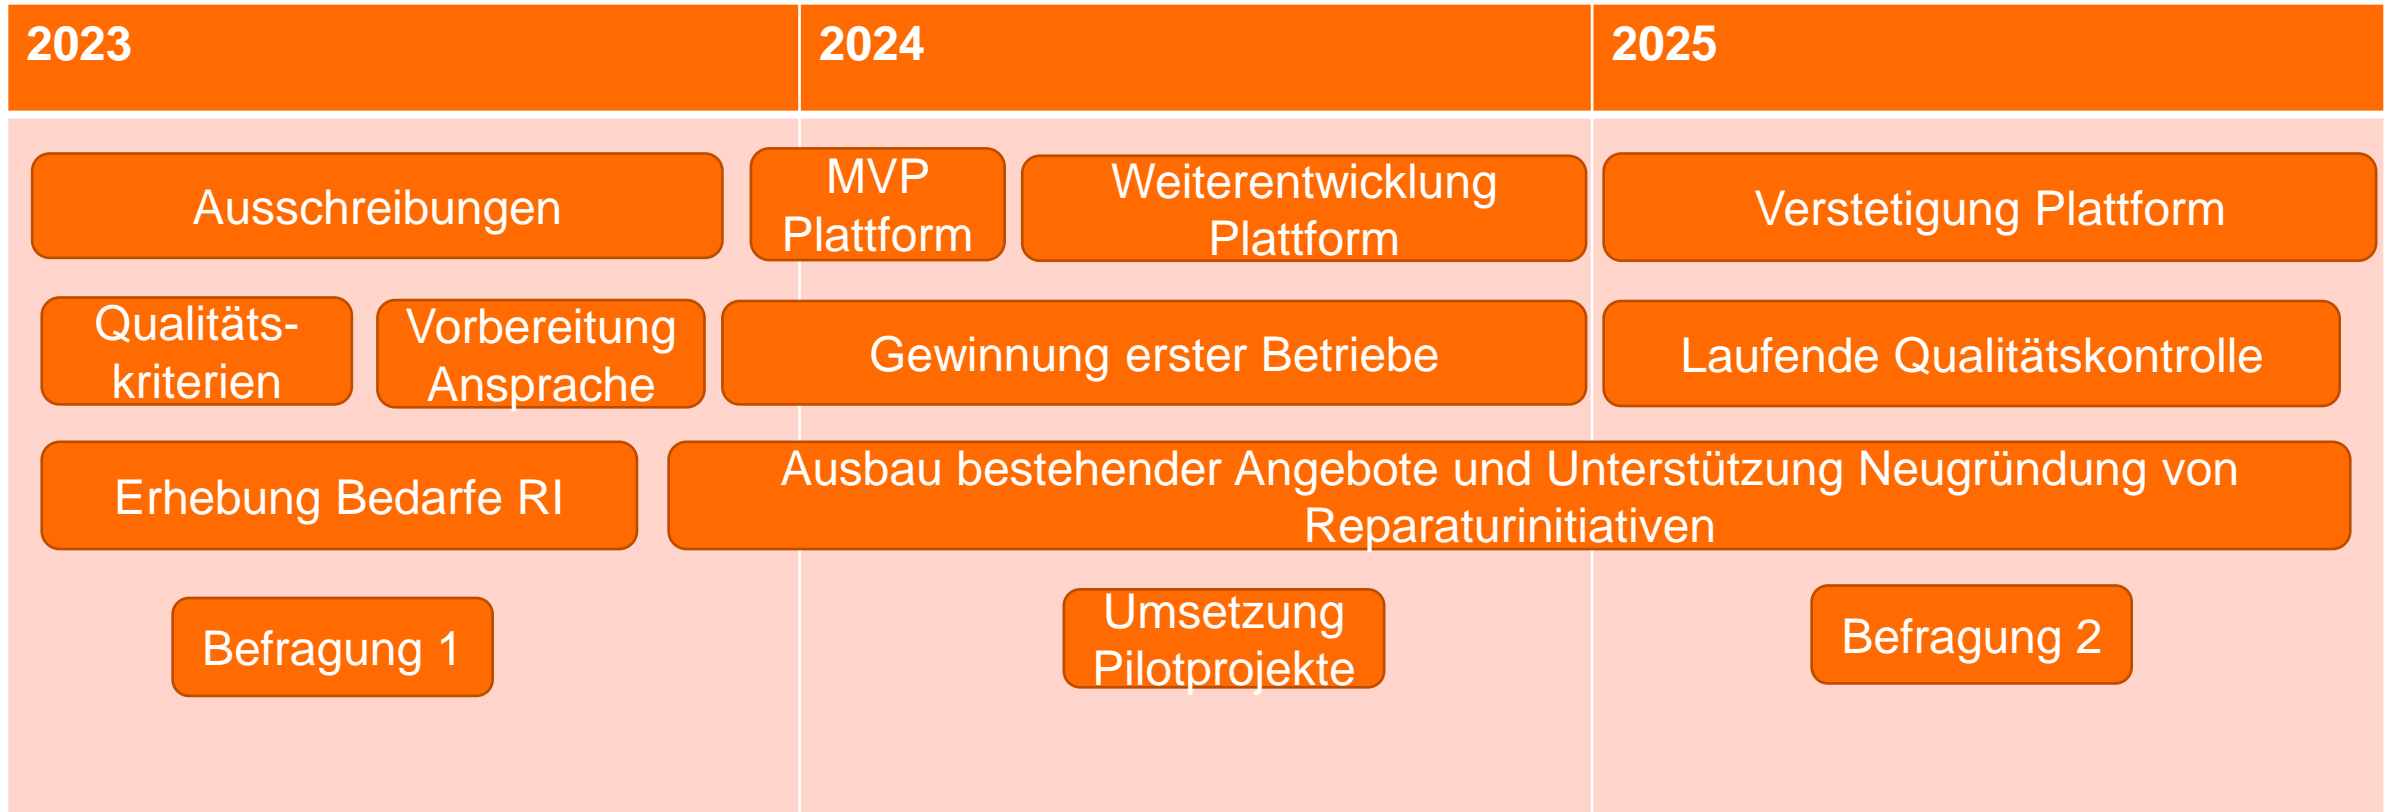 2023
2024
2025
Ausschreibungen
MVP
Plattform
Weiterentwicklung
Plattform
Verstetigung Plattform
Qualitäts-
kriterien
Vorbereitung
Ansprache
Gewinnung erster Betriebe
Laufende Qualitätskontrolle
Erhebung Bedarfe RI
Ausbau bestehender Angebote und Unterstützung Neugründung von
Reparaturinitiativen
Befragung 1
Umsetzung
Pilotprojekte
Befragung 2